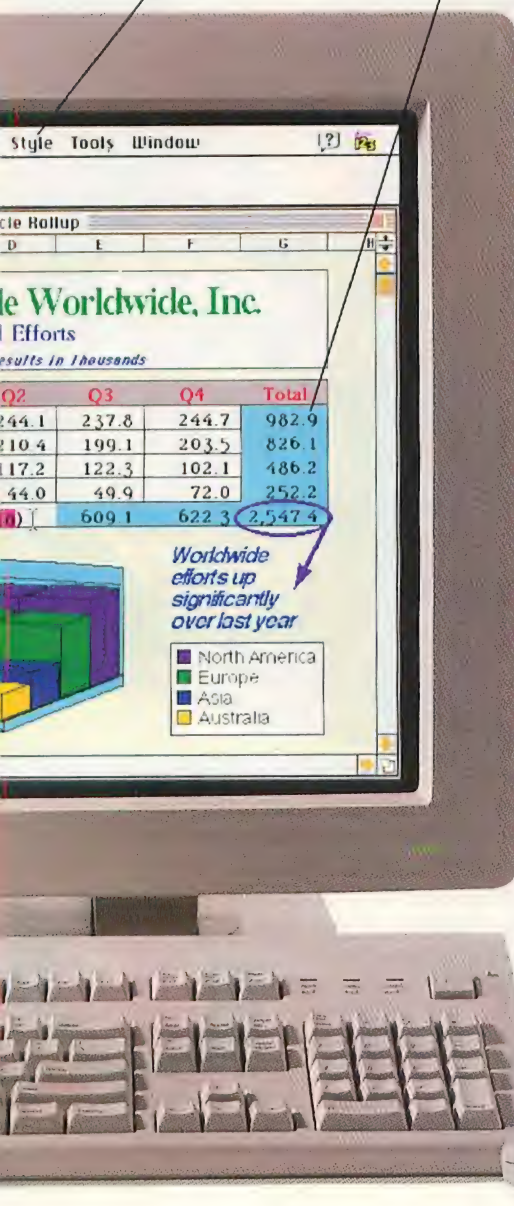 Style Tools Window [?] 123
cle Rollup
D E F G H
le Worldwide, Inc.
l Efforts
esults in Thousands
Q2 Q3 Q4 Total
244.1 237.8 244.7 982.9
210.4 199.1 203.5 826.1
117.2 122.3 102.1 486.2
44.0 49.9 72.0 252.2
) 609.1 622.3 2,547.4
Worldwide
efforts up
significantly
over last year
North America
Europe
Asia
Australia